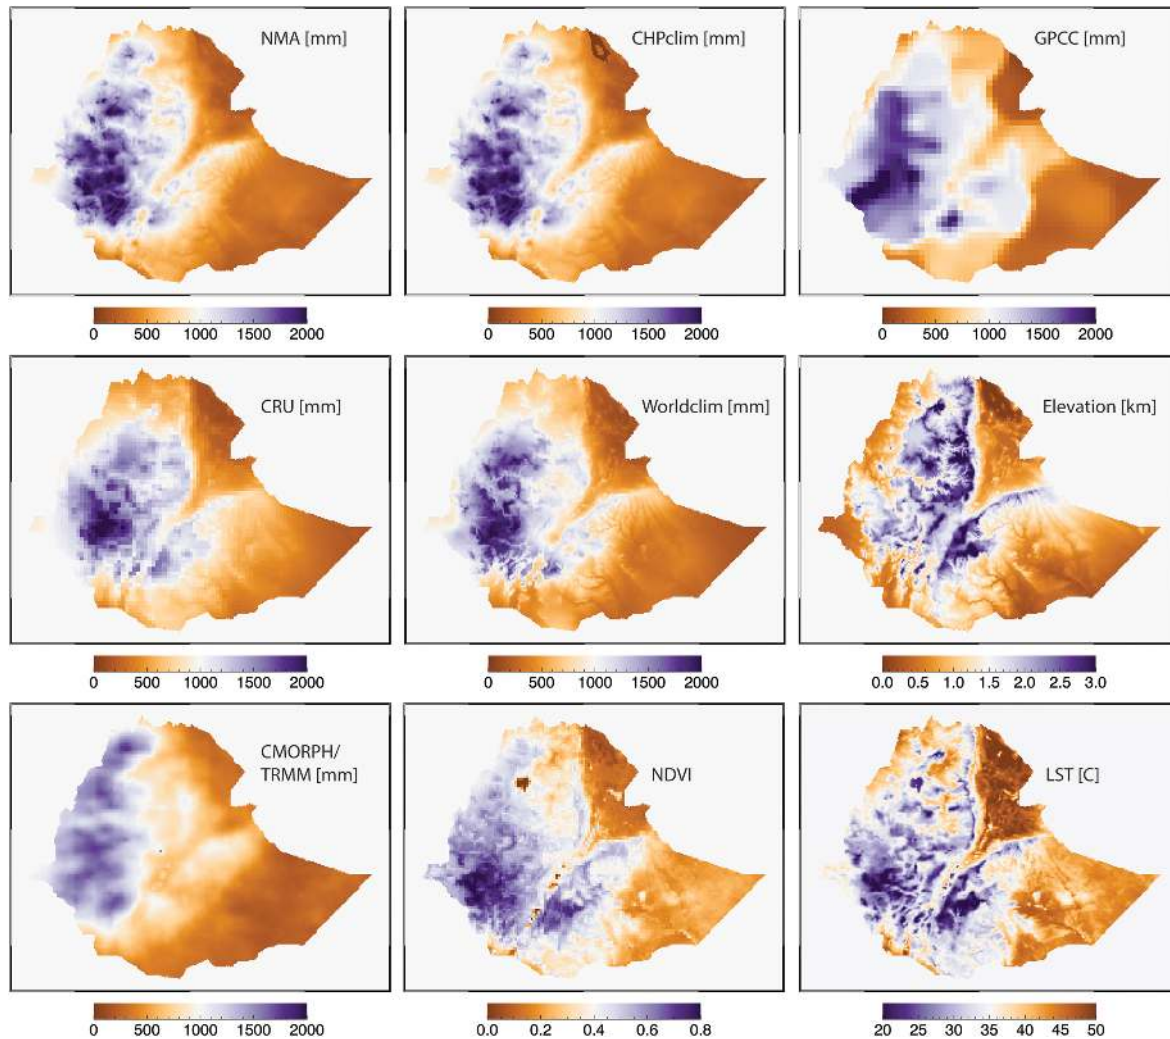 NMA [mm]
CHPclim [mm]
GPCC [mm]
0 500 1000 1500 2000
0 500 1000 1500 2000
0 500 1000 1500 2000
CRU [mm]
Worldclim [mm]
Elevation [km]
0 500 1000 1500 2000
0 500 1000 1500 2000
0.0 0.5 1.0 1.5 2.0 2.5 3.0
CMORPH/
TRMM [mm]
NDVI
LST [C]
0 500 1000 1500 2000
0.0 0.2 0.4 0.6 0.8
20 25 30 35 40 45 50